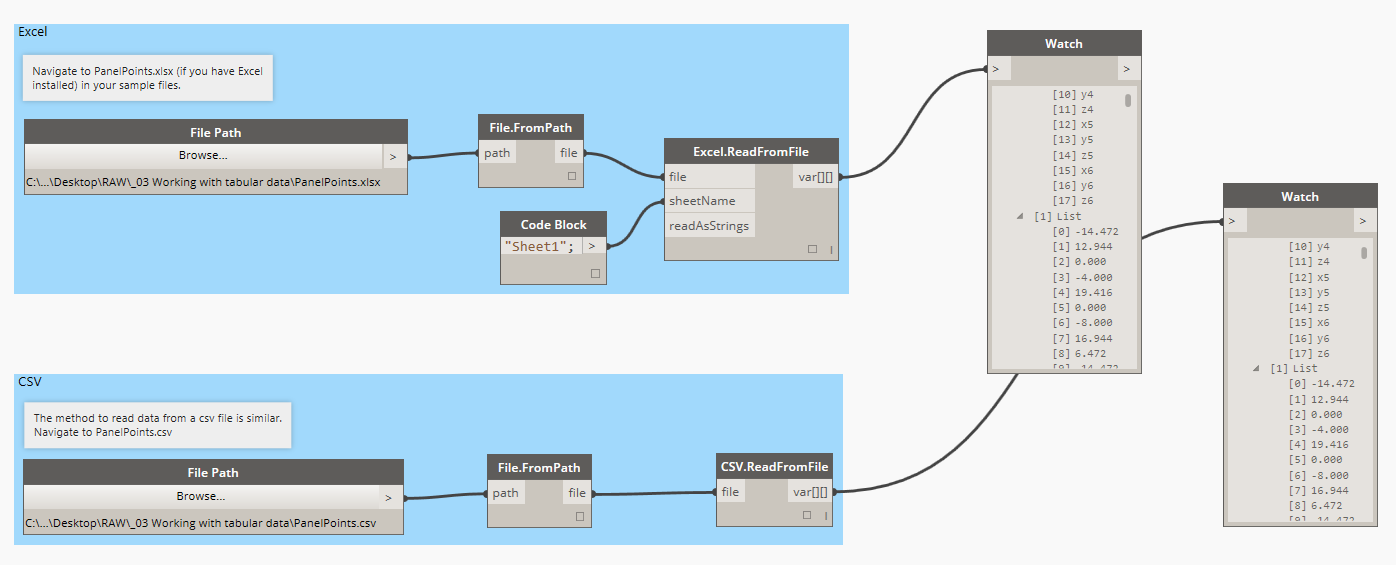 Excel
Navigate to PanelPoints.xlsx (if you have Excel
installed) in your sample files.
File Path
Browse...
>
C:\...\Desktop\RAW\_03 Working with tabular data\PanelPoints.xlsx
File.FromPath
path file
Code Block
"Sheet1"; >
Excel.ReadFromFile
file var[][]
sheetName
readAsStrings
Watch
> >
[10] y4
[11] z4
[12] x5
[13] y5
[14] z5
[15] x6
[16] y6
[17] z6
[1] List
[0] -14.472
[1] 12.944
[2] 0.000
[3] -4.000
[4] 19.416
[5] 0.000
[6] -8.000
[7] 16.944
[8] 6.472
[9] -14.472
Watch
> >
[10] y4
[11] z4
[12] x5
[13] y5
[14] z5
[15] x6
[16] y6
[17] z6
[1] List
[0] -14.472
[1] 12.944
[2] 0.000
[3] -4.000
[4] 19.416
[5] 0.000
[6] -8.000
[7] 16.944
[8] 6.472
[9] -14.472
CSV
The method to read data from a csv file is similar.
Navigate to PanelPoints.csv
File Path
Browse...
>
C:\...\Desktop\RAW\_03 Working with tabular data\PanelPoints.csv
File.FromPath
path file
CSV.ReadFromFile
file var[][]